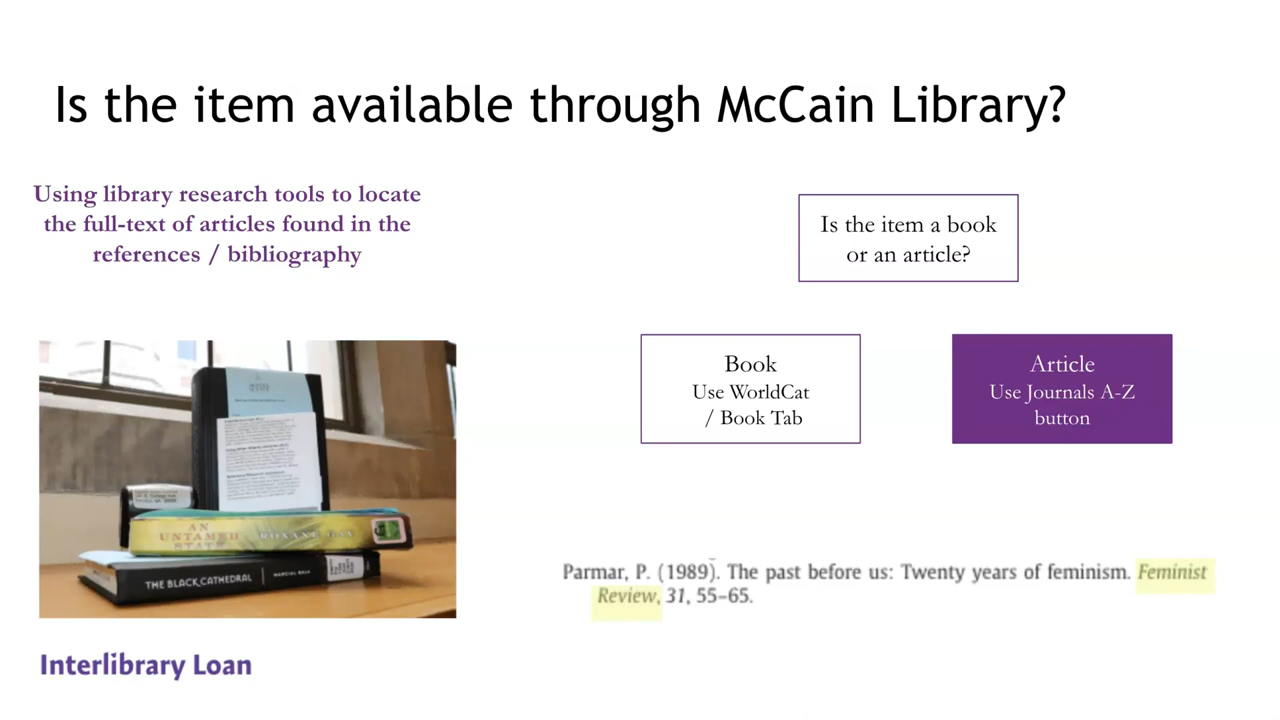 Is the item available through McCain Library?
Using library research tools to locate
the full-text of articles found in the
references / bibliography
Is the item a book
or an article?
Book
Use WorldCat
/ Book Tab
Article
Use Journals A-Z
button
AN
UNTAMED
STATE
ROXANE GAY
THE BLACK CATHEDRAL
MARCIAL GALA
Parmar, P. (1989). The past before us: Twenty years of feminism. Feminist
Review, 31, 55–65.
Interlibrary Loan